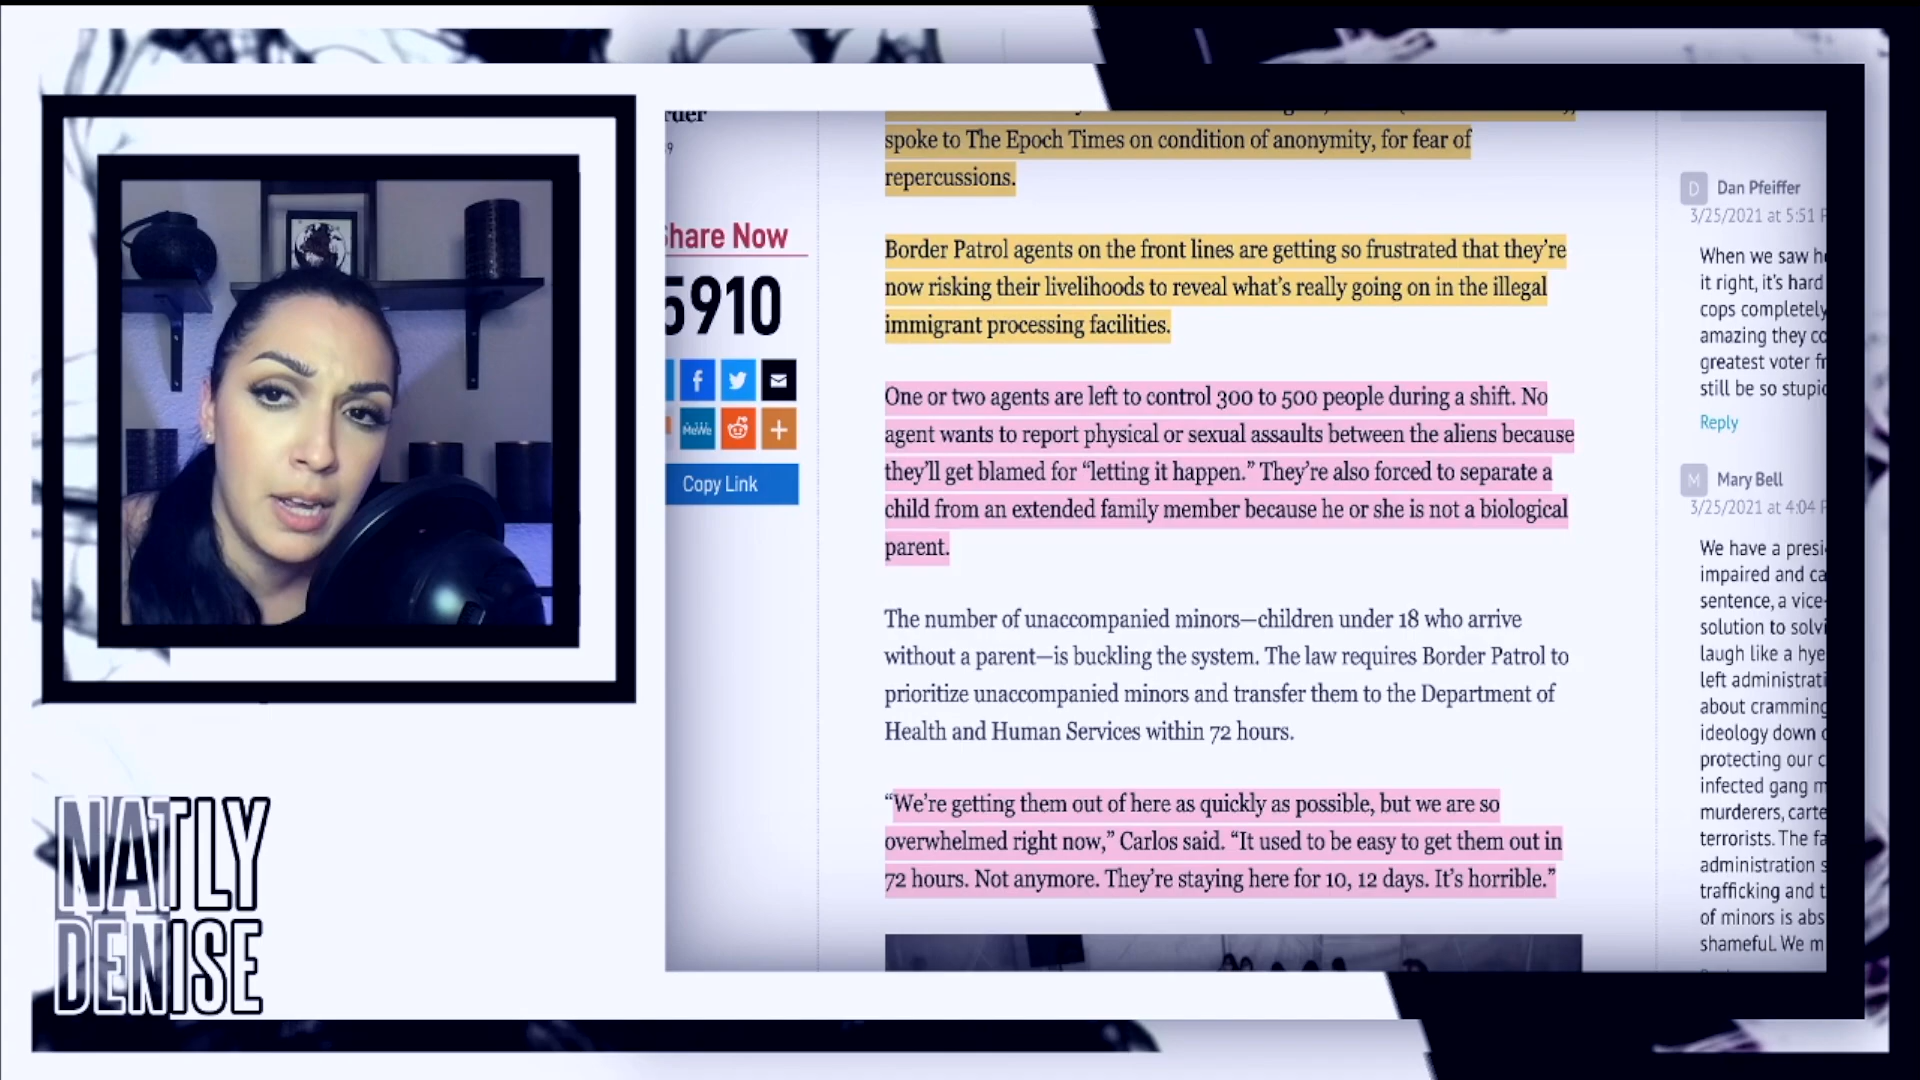 NATLY
DENISE
Share Now
5910
MeWe
Copy Link
spoke to The Epoch Times on condition of anonymity, for fear of
repercussions.
Border Patrol agents on the front lines are getting so frustrated that they’re
now risking their livelihoods to reveal what’s really going on in the illegal
immigrant processing facilities.
One or two agents are left to control 300 to 500 people during a shift. No
agent wants to report physical or sexual assaults between the aliens because
they’ll get blamed for “letting it happen.” They’re also forced to separate a
child from an extended family member because he or she is not a biological
parent.
The number of unaccompanied minors—children under 18 who arrive
without a parent—is buckling the system. The law requires Border Patrol to
prioritize unaccompanied minors and transfer them to the Department of
Health and Human Services within 72 hours.
“We’re getting them out of here as quickly as possible, but we are so
overwhelmed right now,” Carlos said. “It used to be easy to get them out in
72 hours. Not anymore. They’re staying here for 10, 12 days. It’s horrible.”
D Dan Pfeiffer
3/25/2021 at 5:51
When we saw
it right, it’s hard
cops completely
amazing they
greatest voter
still be so
Reply
M Mary Bell
3/25/2021 at 4:04
We have a
impaired and
sentence, a
solution to
laugh like a
left
about cramming
ideology down
protecting our
infected gang
murderers,
terrorists. The
administration
trafficking and
of minors is
shameful. We